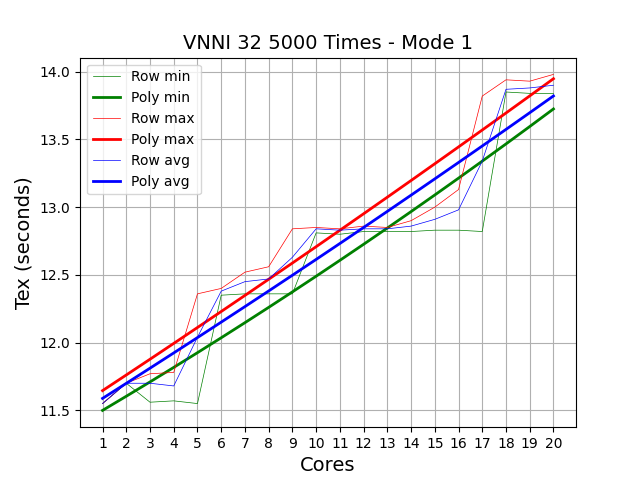 VNNI 32 5000 Times - Mode 1
Row min
Poly min
Row max
Poly max
Row avg
Poly avg
14.0
13.5
13.0
12.5
12.0
11.5
Tex (seconds)
1 2 3 4 5 6 7 8 9 10 11 12 13 14 15 16 17 18 19 20
Cores